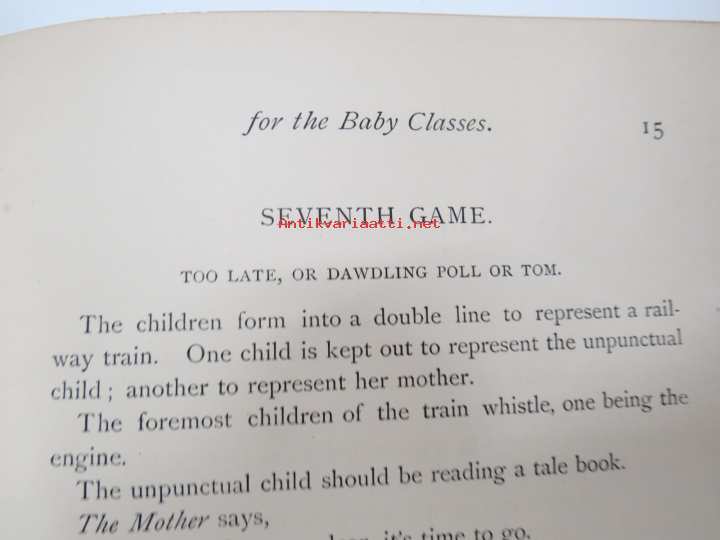 for the Baby Classes. 15
SEVENTH GAME.
Antikvariaatti.net
TOO LATE, OR DAWDLING POLL OR TOM.
The children form into a double line to represent a rail-
way train. One child is kept out to represent the unpunctual
child; another to represent her mother.
The foremost children of the train whistle, one being the
engine.
The unpunctual child should be reading a tale book.
The Mother says,
it's time to go.